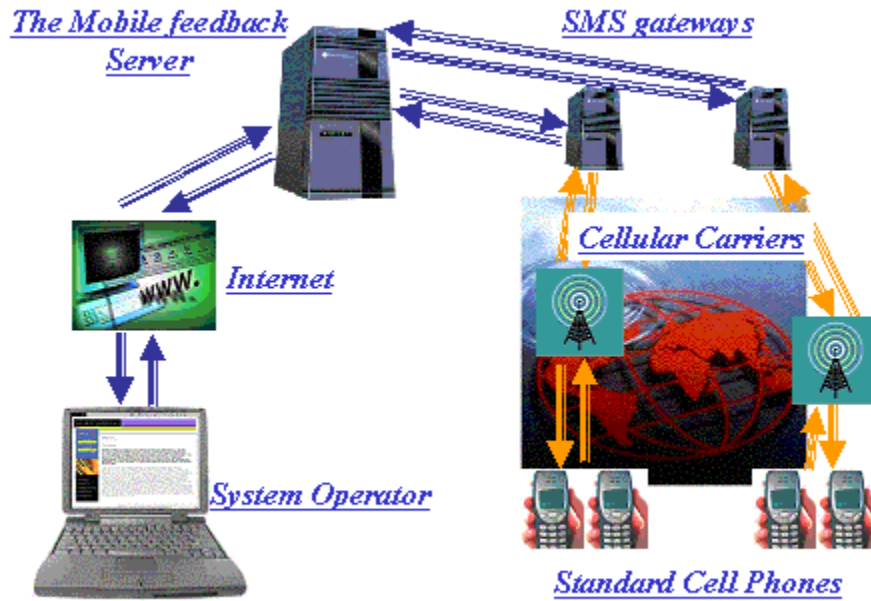 The Mobile feedback
Server
SMS gateways
Cellular Carriers
Internet
www.
System Operator
Standard Cell Phones